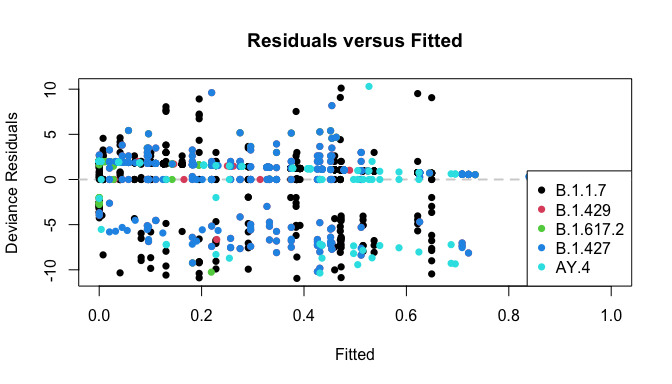 Residuals versus Fitted
Deviance Residuals
10
5
0
-5
-10
B.1.1.7
B.1.429
B.1.617.2
B.1.427
AY.4
0.0 0.2 0.4 0.6 0.8 1.0
Fitted